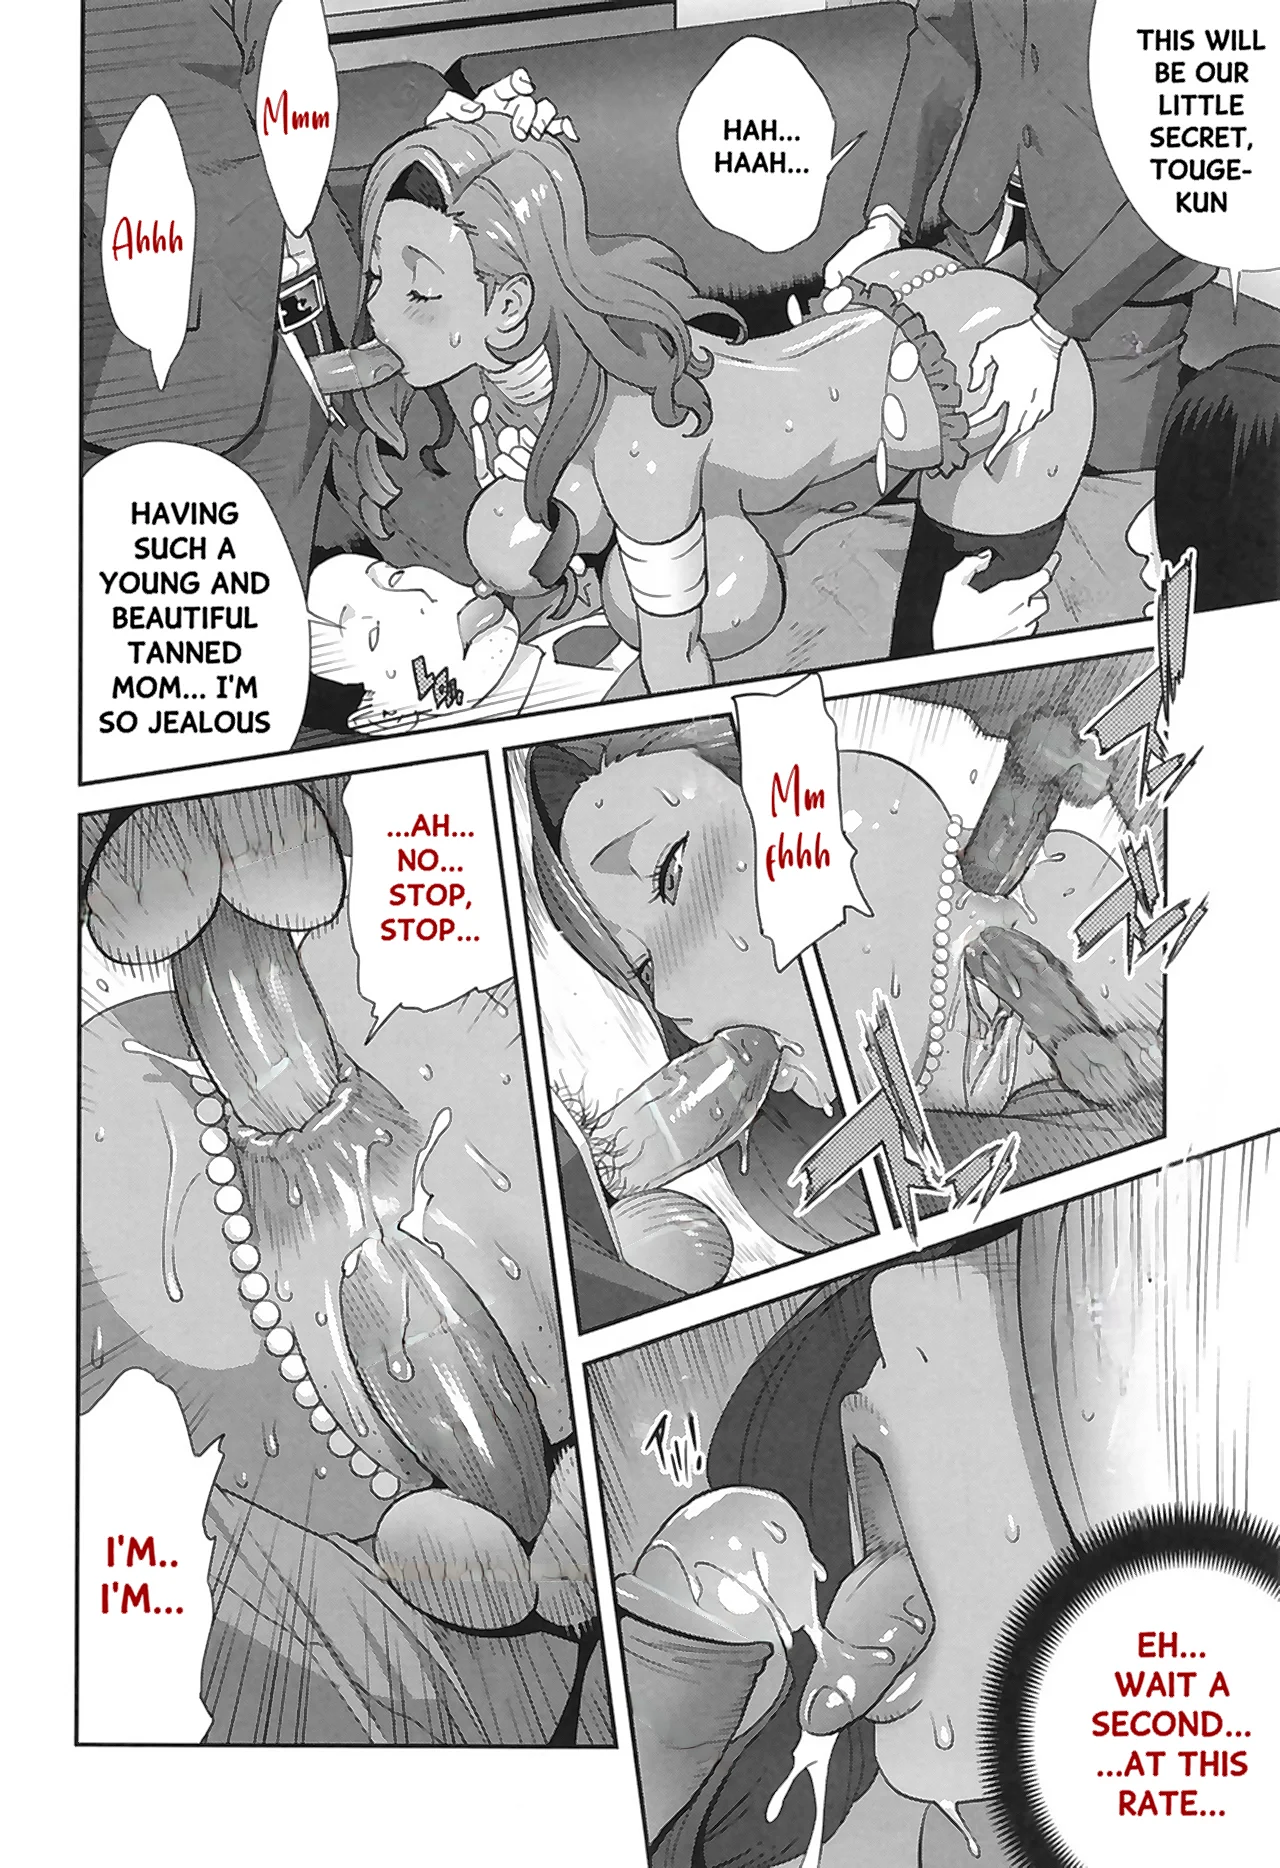 THIS WILL
BE OUR
LITTLE
SECRET,
TOUGE-
KUN
HAH...
HAAH...
Mmm
Ahhh
HAVING
SUCH A
YOUNG AND
BEAUTIFUL
TANNED
MOM... I'M
SO JEALOUS
Mm
fhhh
...AH...
NO...
STOP,
STOP...
I'M..
I'M...
EH...
WAIT A
SECOND...
...AT THIS
RATE...